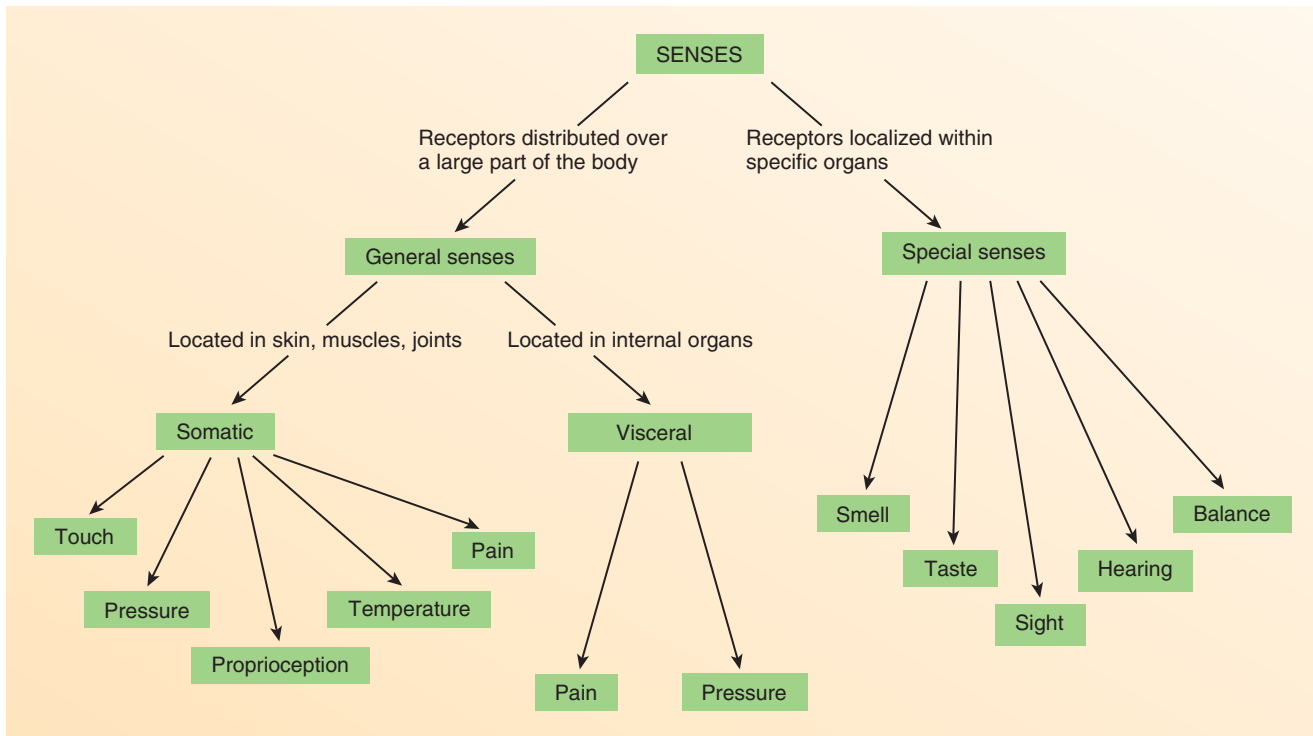 SENSES
Receptors distributed over
a large part of the body
Receptors localized within
specific organs
General senses
Special senses
Located in skin, muscles, joints
Located in internal organs
Somatic
Visceral
Touch
Pressure
Proprioception
Temperature
Pain
Pain
Pressure
Smell
Taste
Sight
Hearing
Balance